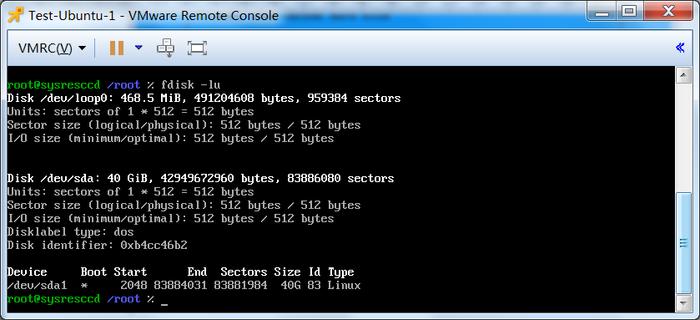 Test-Ubuntu-1 - VMware Remote Console
VMRC(V)
root@sysresccd /root % fdisk -lu
Disk /dev/loop0: 468.5 MiB, 491204608 bytes, 959384 sectors
Units: sectors of 1 * 512 = 512 bytes
Sector size (logical/physical): 512 bytes / 512 bytes
I/O size (minimum/optimal): 512 bytes / 512 bytes
Disk /dev/sda: 40 GiB, 42949672960 bytes, 83886080 sectors
Units: sectors of 1 * 512 = 512 bytes
Sector size (logical/physical): 512 bytes / 512 bytes
I/O size (minimum/optimal): 512 bytes / 512 bytes
Disklabel type: dos
Disk identifier: 0xb4cc46b2
Device Boot Start End Sectors Size Id Type
/dev/sda1 * 2048 83884031 83881984 40G 83 Linux
root@sysresccd /root % _